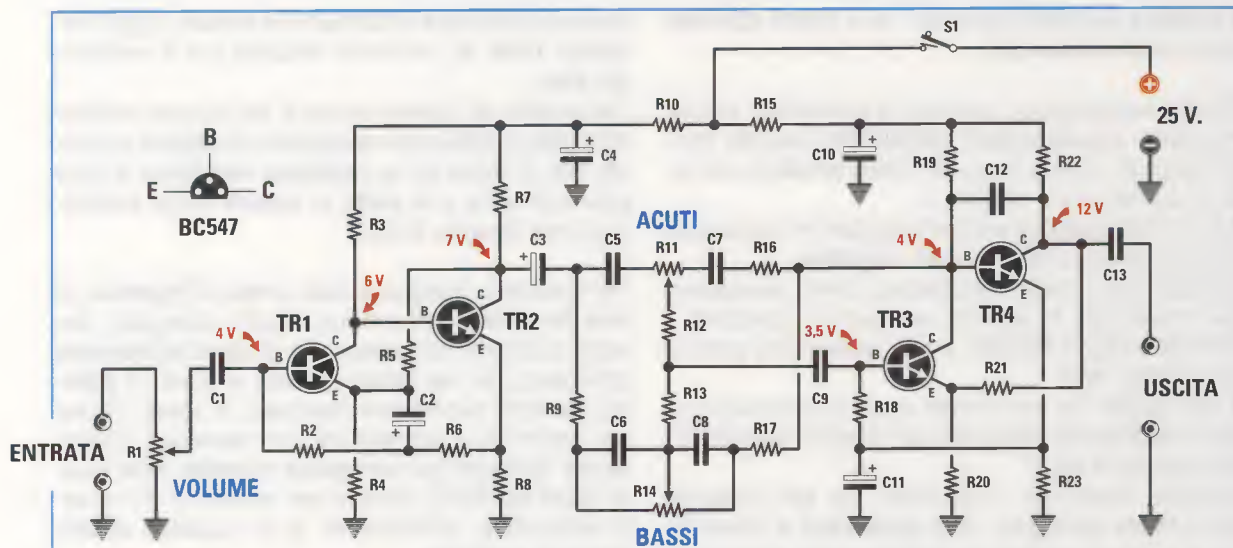 S1
25 V.
R10
R15
C4
C10
R19
C12
R22
B
E
C
BC547
R3
R7
7 V
ACUTI
12 V
C3
C5
R11
C7
R16
4 V
B
C
E
TR4
C13
6 V
B
C
E
TR2
R12
3,5 V
TR3
4 V
TR1
B
C
E
R5
C2
C9
B
C
E
R21
USCITA
C1
R9
R13
R18
ENTRATA
R1
R2
R6
C6
C8
R17
VOLUME
R4
R8
R14
C11
R20
R23
BASSI